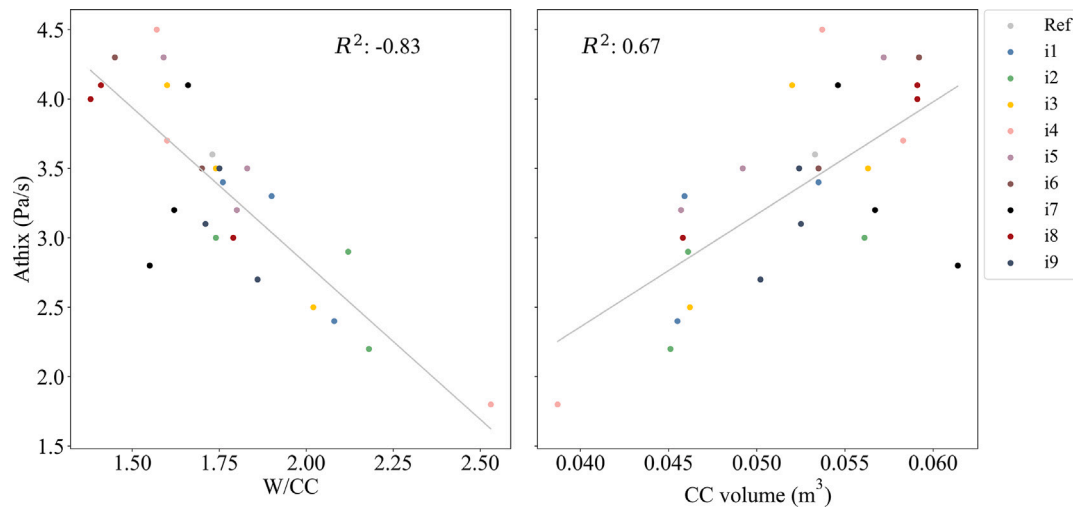 R²: -0.83
R²: 0.67
Athix (Pa/s)
4.5
4.0
3.5
3.0
2.5
2.0
1.5
1.50
1.75
2.00
2.25
2.50
W/CC
0.040
0.045
0.050
0.055
0.060
CC volume (m³)
Ref
i1
i2
i3
i4
i5
i6
i7
i8
i9